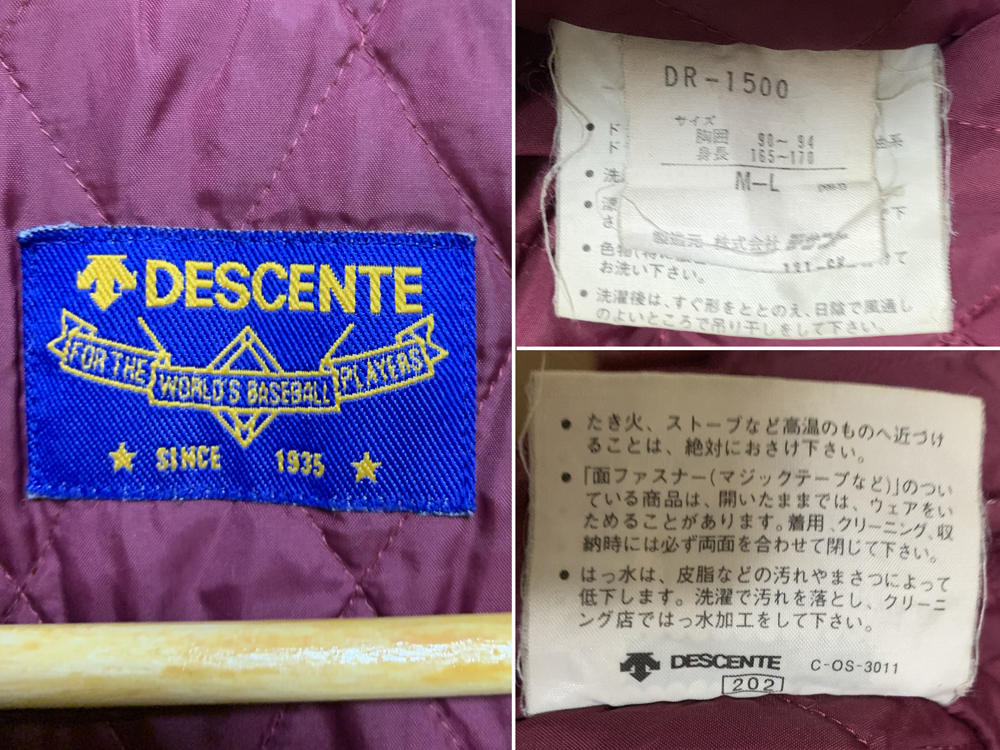 DESCENTE
FOR THE WORLD'S BASEBALL PLAYERS
SINCE 1935
DR-1500
サイズ
胸囲 90~ 94
身長 165~170
M-L
製造元 株式会社 デサント
お洗い下さい。
● 洗濯後は、すぐ形をととのえ、日陰で風通し
のよいところで吊り干しをして下さい。
● たき火、ストーブなど高温のものへ近づけ
ることは、絶対におさけ下さい。
● 「面ファスナー(マジックテープなど)」のつい
ている商品は、開いたままでは、ウェアをい
ためることがあります。着用、クリーニング、収
納時には必ず両面を合わせて閉じて下さい。
● はっ水は、皮脂などの汚れやまさつによって
低下します。洗濯で汚れを落とし、クリーニ
ング店ではっ水加工をして下さい。
DESCENTE C-OS-3011
202